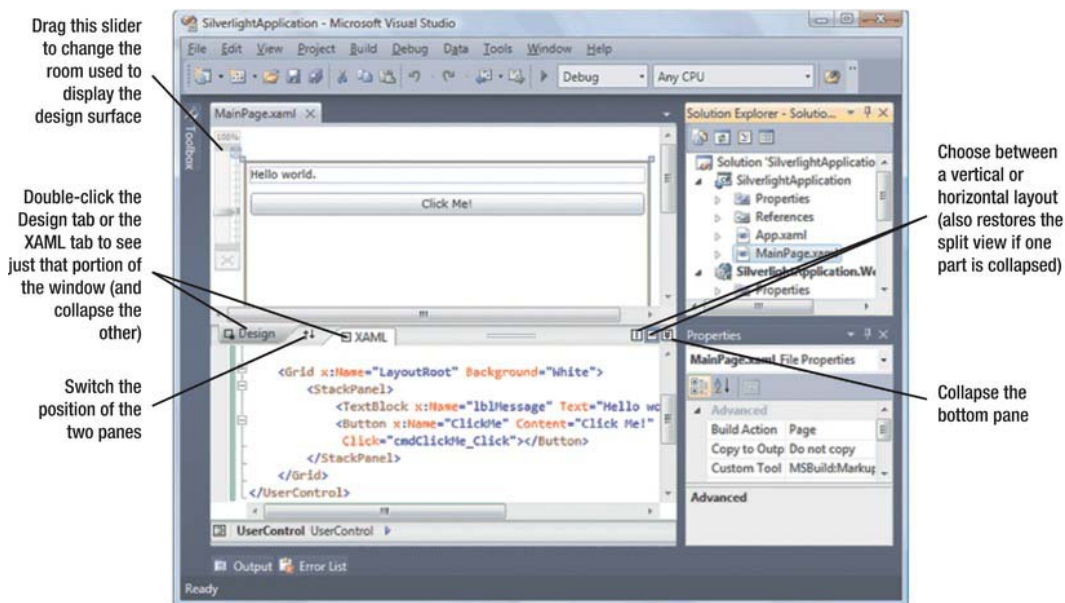 Drag this slider
to change the
room used to
display the
design surface
Double-click the
Design tab or the
XAML tab to see
just that portion of
the window (and
collapse the
other)
Switch the
position of the
two panes
SilverlightApplication - Microsoft Visual Studio
File Edit View Project Build Debug Data Tools Window Help
Debug Any CPU
Toolbox
MainPage.xaml
100%
Hello world.
Click Me!
Design XAML
<Grid x:Name="LayoutRoot" Background="White">
<StackPanel>
<TextBlock x:Name="lblMessage" Text="Hello wo
<Button x:Name="ClickMe" Content="Click Me!"
Click="cmdClickMe_Click"></Button>
</StackPanel>
</Grid>
</UserControl>
UserControl UserControl
Output Error List
Ready
Solution Explorer - Solutio...
Solution 'SilverlightApplicatio
SilverlightApplication
Properties
References
App.xaml
MainPage.xaml
SilverlightApplication.We
Properties
Properties
MainPage.xaml File Properties
Advanced
Build Action Page
Copy to Outp Do not copy
Custom Tool MSBuild:Markup
Advanced
Choose between
a vertical or
horizontal layout
(also restores the
split view if one
part is collapsed)
Collapse the
bottom pane